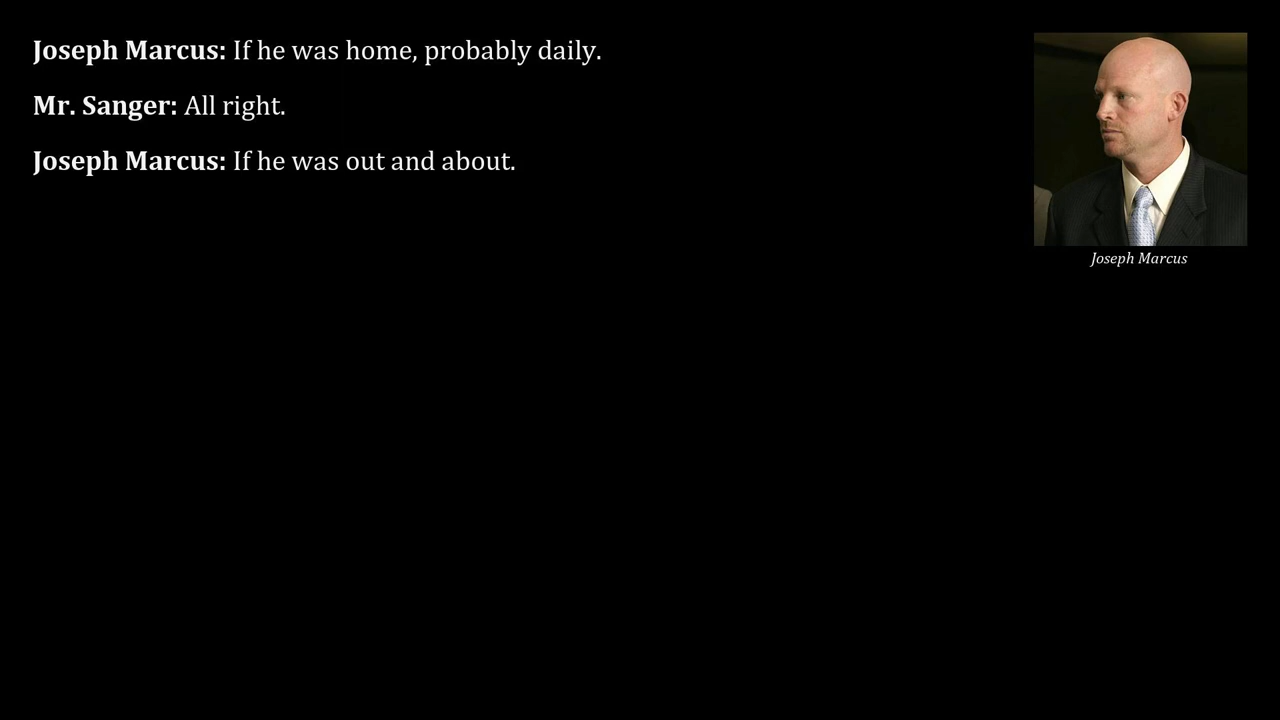 Joseph Marcus: If he was home, probably daily.
Mr. Sanger: All right.
Joseph Marcus: If he was out and about.
Joseph Marcus